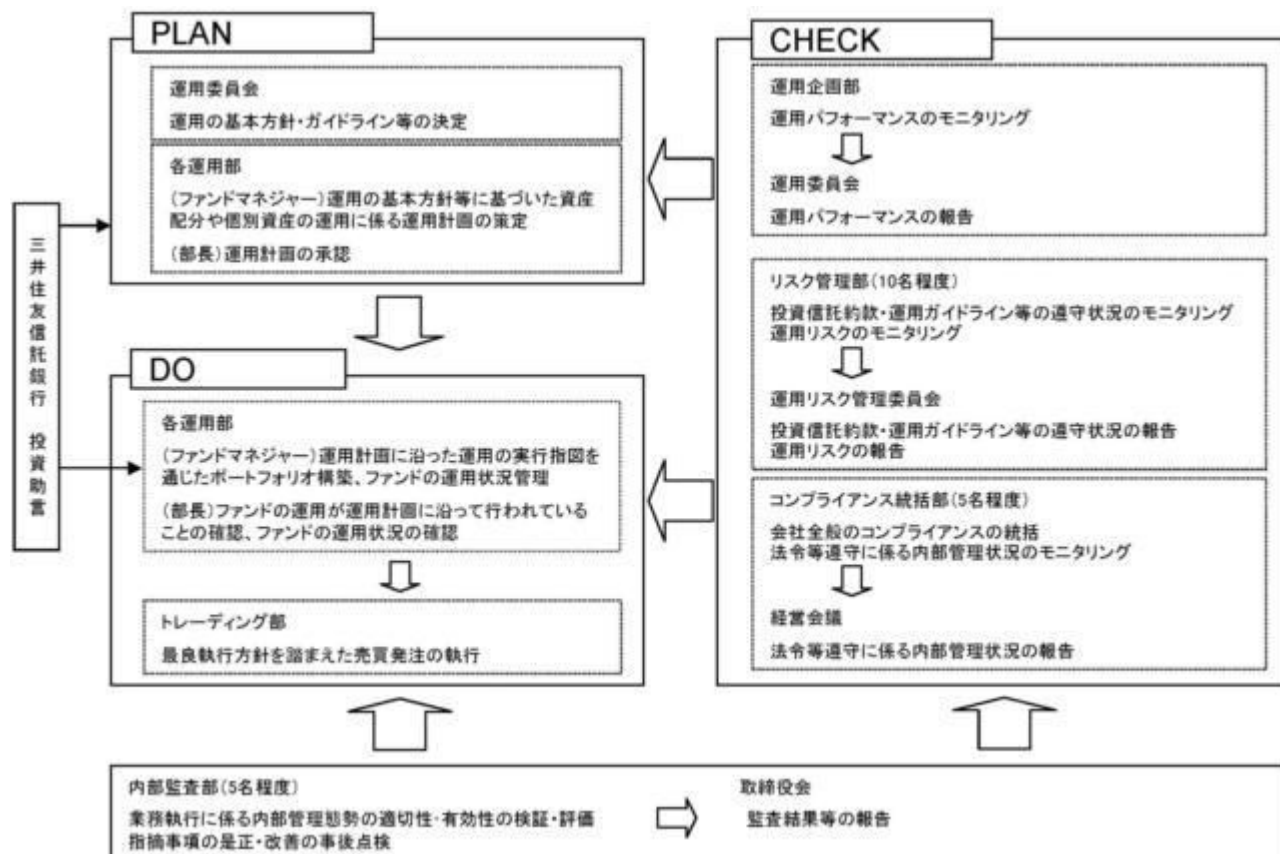 PLAN
運用委員会
運用の基本方針・ガイドライン等の決定
各運用部
(ファンドマネジャー)運用の基本方針等に基づいた資産
配分や個別資産の運用に係る運用計画の策定
(部長)運用計画の承認
三井住友信託銀行 投資助言
DO
各運用部
(ファンドマネジャー)運用計画に沿った運用の実行指図を
通じたポートフォリオ構築、ファンドの運用状況管理
(部長)ファンドの運用が運用計画に沿って行われている
ことの確認、ファンドの運用状況の確認
トレーディング部
最良執行方針を踏まえた売買発注の執行
CHECK
運用企画部
運用パフォーマンスのモニタリング
運用委員会
運用パフォーマンスの報告
リスク管理部(10名程度)
投資信託約款・運用ガイドライン等の遵守状況のモニタリング
運用リスクのモニタリング
運用リスク管理委員会
投資信託約款・運用ガイドライン等の遵守状況の報告
運用リスクの報告
コンプライアンス統括部(5名程度)
会社全般のコンプライアンスの統括
法令等遵守に係る内部管理状況のモニタリング
経営会議
法令等遵守に係る内部管理状況の報告
内部監査部(5名程度)
業務執行に係る内部管理態勢の適切性・有効性の検証・評価
指摘事項の是正・改善の事後点検
取締役会
監査結果等の報告